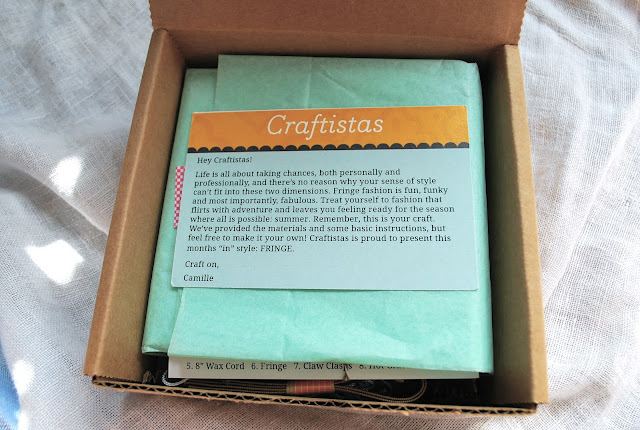 Craftistas
Hey Craftistas!
Life is all about taking chances, both personally and
professionally, and there's no reason why your sense of style
can't fit into these two dimensions. Fringe fashion is fun, funky
and most importantly, fabulous. Treat yourself to fashion that
flirts with adventure and leaves you feeling ready for the season
where all is possible: summer. Remember, this is your craft.
We've provided the materials and some basic instructions, but
feel free to make it your own! Craftistas is proud to present this
months "in" style: FRINGE.
Craft on,
Camille
5. 8" Wax Cord 6. Fringe 7. Claw Clasps 8.